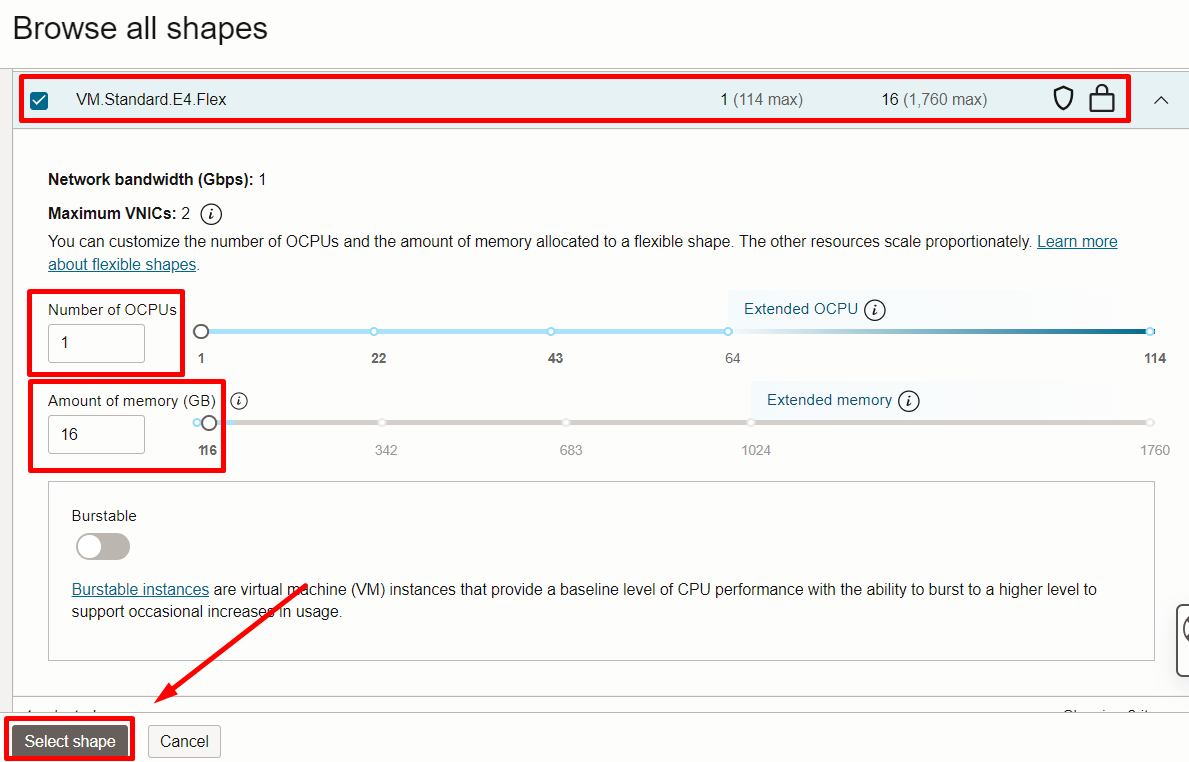 Browse all shapes
VM.Standard.E4.Flex 1 (114 max) 16 (1,760 max)
Network bandwidth (Gbps): 1
Maximum VNICs: 2
You can customize the number of OCPUs and the amount of memory allocated to a flexible shape. The other resources scale proportionately. Learn more
about flexible shapes.
Number of OCPUs
1
Extended OCPU
1 22 43 64 114
Amount of memory (GB)
16
Extended memory
116 342 683 1024 1760
Burstable
Burstable instances are virtual machine (VM) instances that provide a baseline level of CPU performance with the ability to burst to a higher level to
support occasional increases in usage.
Select shape Cancel